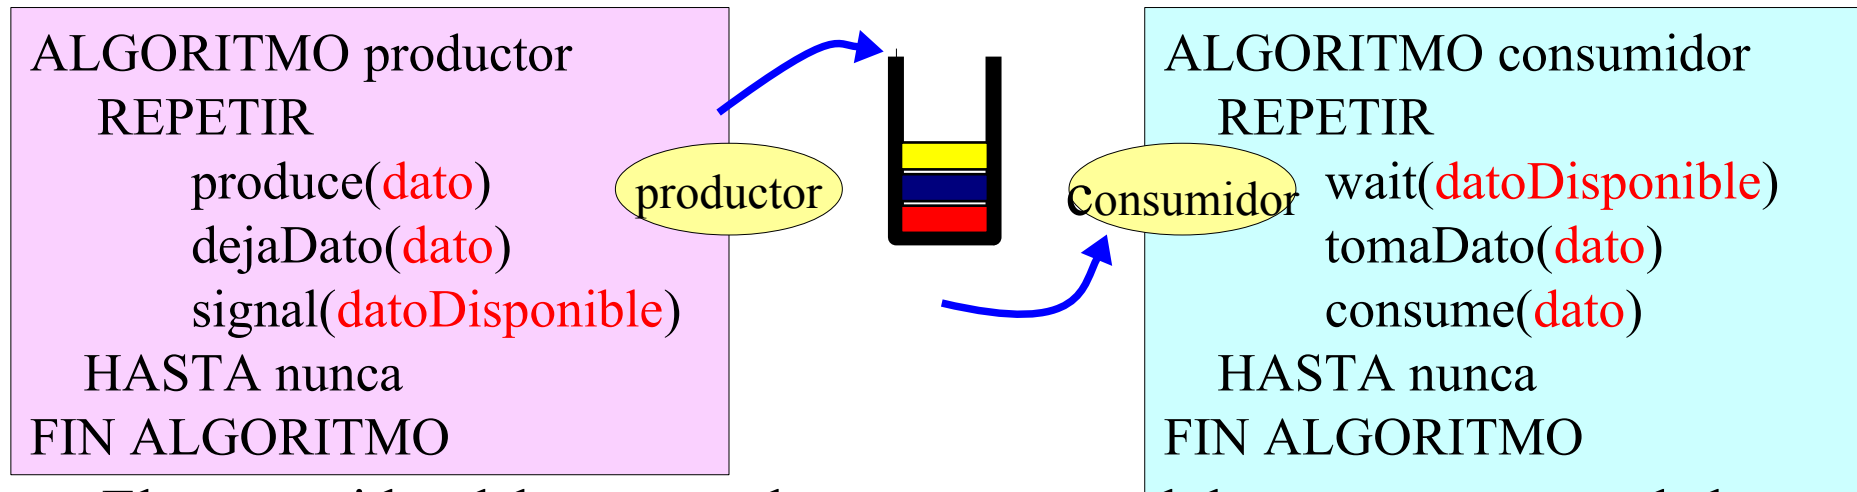 ALGORITMO productor
REPETIR
produce(dato)
dejaDato(dato)
signal(datoDisponible)
HASTA nunca
FIN ALGORITMO
productor
consumidor
ALGORITMO consumidor
REPETIR
wait(datoDisponible)
tomaDato(dato)
consume(dato)
HASTA nunca
FIN ALGORITMO